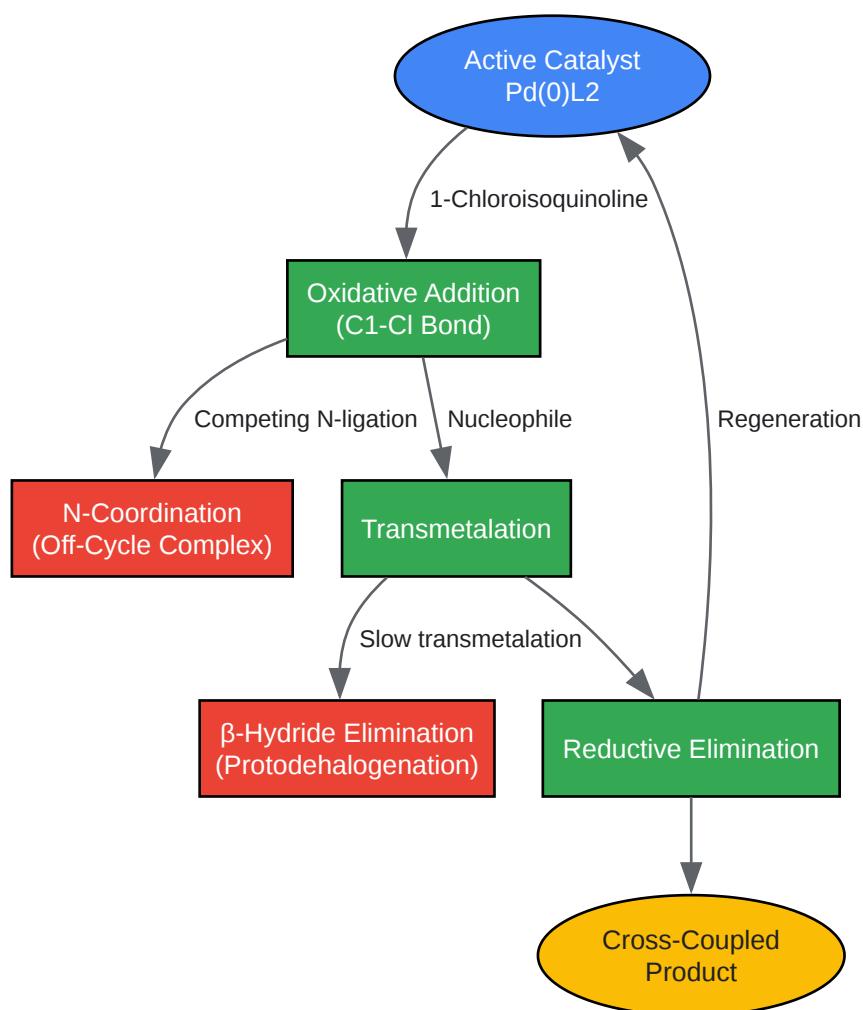 Active Catalyst
Pd(0)L2
1-Chloroisoquinoline
Oxidative Addition
(C1-Cl Bond)
Competing N-ligation
Nucleophile
Regeneration
N-Coordination
(Off-Cycle Complex)
Transmetalation
Slow transmetalation
β-Hydride Elimination
(Protodehalogenation)
Reductive Elimination
Cross-Coupled
Product